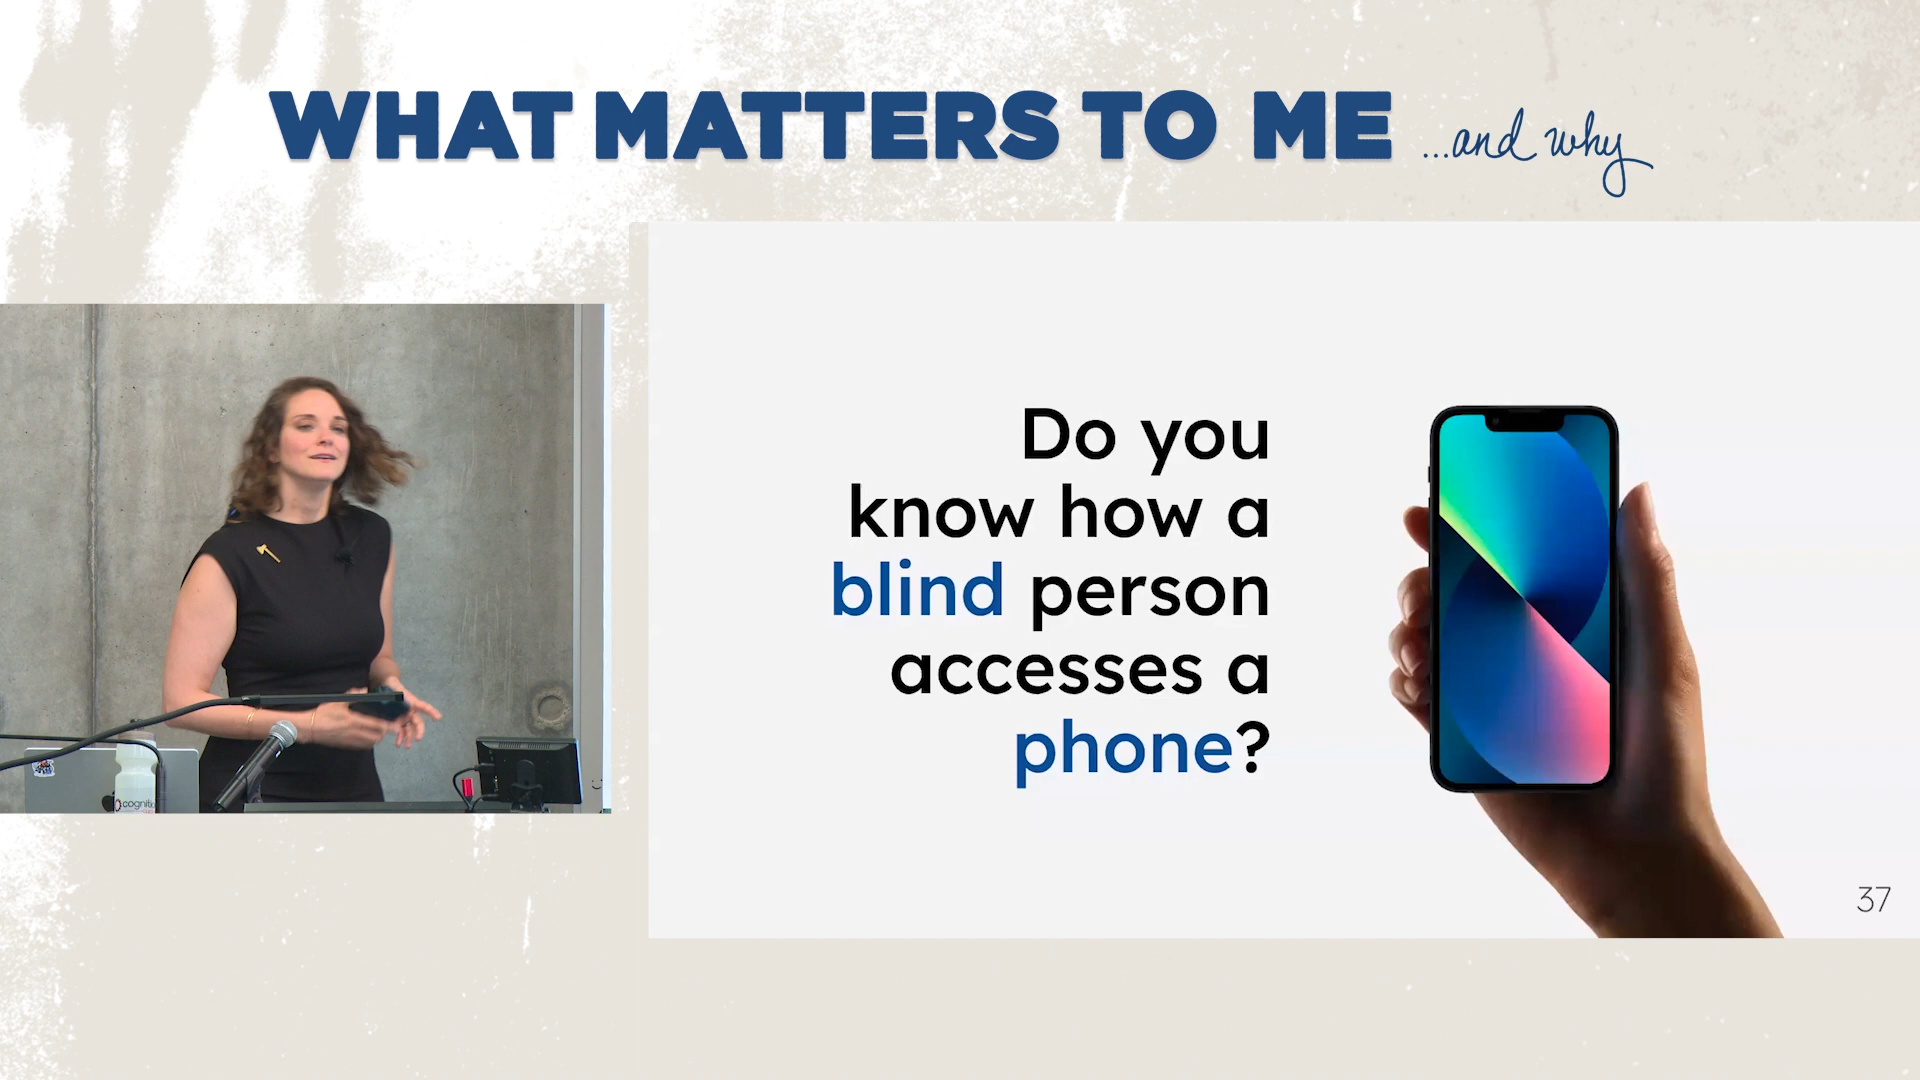 WHAT MATTERS TO ME ...and why
Do you
know how a
blind person
accesses a
phone?
37